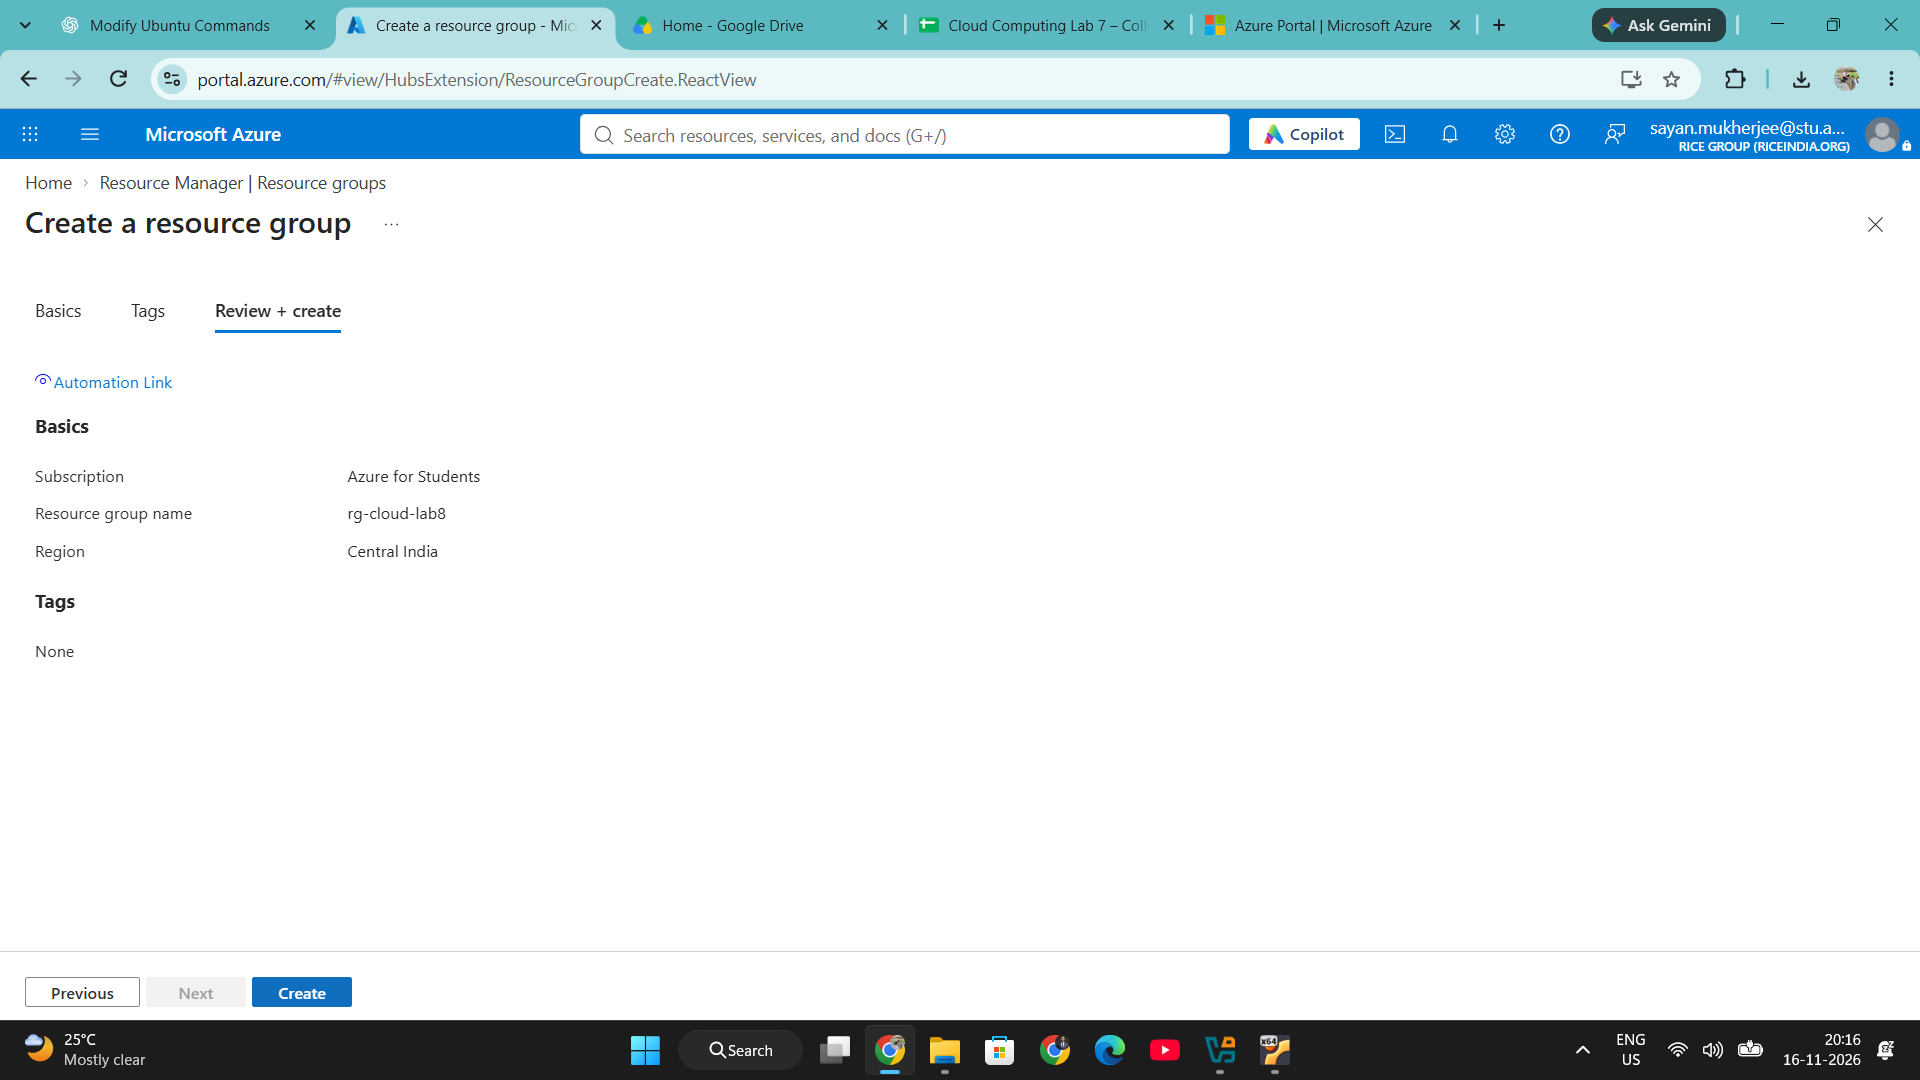 Modify Ubuntu Commands
Create a resource group - Mic
Home - Google Drive
Cloud Computing Lab 7 – Coll
Azure Portal | Microsoft Azure
Ask Gemini
portal.azure.com/#view/HubsExtension/ResourceGroupCreate.ReactView
Microsoft Azure
Search resources, services, and docs (G+/)
Copilot
sayan.mukherjee@stu.a...
RICE GROUP (RICEINDIA.ORG)
Home > Resource Manager | Resource groups
Create a resource group ...
Basics Tags Review + create
Automation Link
Basics
Subscription Azure for Students
Resource group name rg-cloud-lab8
Region Central India
Tags
None
Previous Next Create
25°C
Mostly clear
Search
x64
ENG
US
20:16
16-11-2026